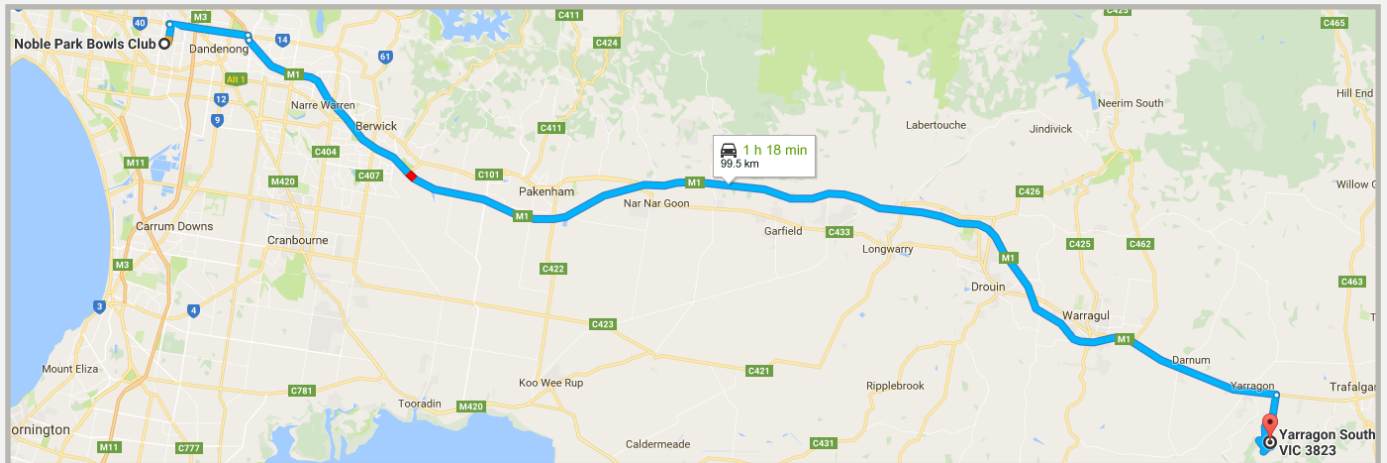 C411
C425
40
M3
C465
Noble Park Bowls Club
Dandenong
14
C424
61
M1
Alt 1
12
Narre Warren
Neerim South
Hill End
9
Berwick
C411
Labertouche
Jindivick
C404
1 h 18 min
99.5 km
M11
C407
C101
M420
Pakenham
M1
C426
Willow
Nar Nar Goon
M1
Carrum Downs
Garfield
C433
Cranbourne
Longwarry
C425
C462
M3
C422
M1
C463
Drouin
3
4
Warragul
C423
M1
Darnum
Mount Eliza
C421
Koo Wee Rup
Ripplebrook
Yarragon
Trafalgar
C781
Tooradin
M420
ornington
Yarragon South
VIC 3823
M11
C777
Caldermeade
C431